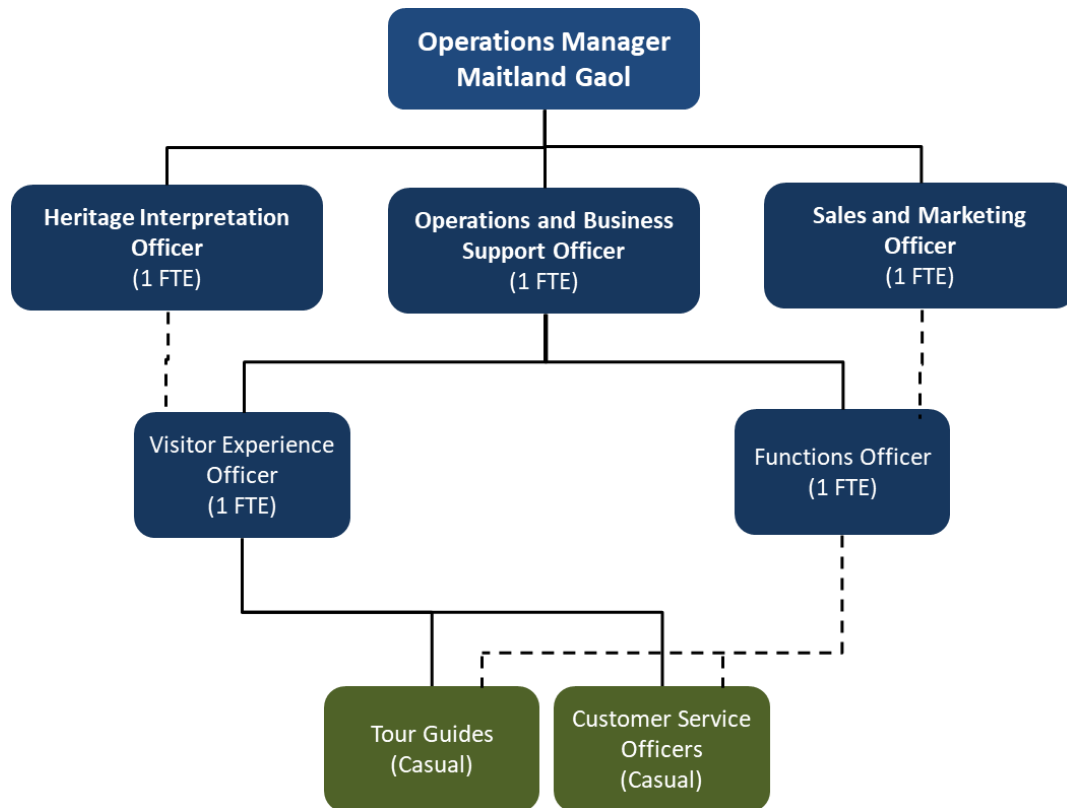 Operations Manager
Maitland Gaol
Heritage Interpretation
Officer
(1 FTE)
Operations and Business
Support Officer
(1 FTE)
Sales and Marketing
Officer
(1 FTE)
Visitor Experience
Officer
(1 FTE)
Functions Officer
(1 FTE)
Tour Guides
(Casual)
Customer Service
Officers
(Casual)